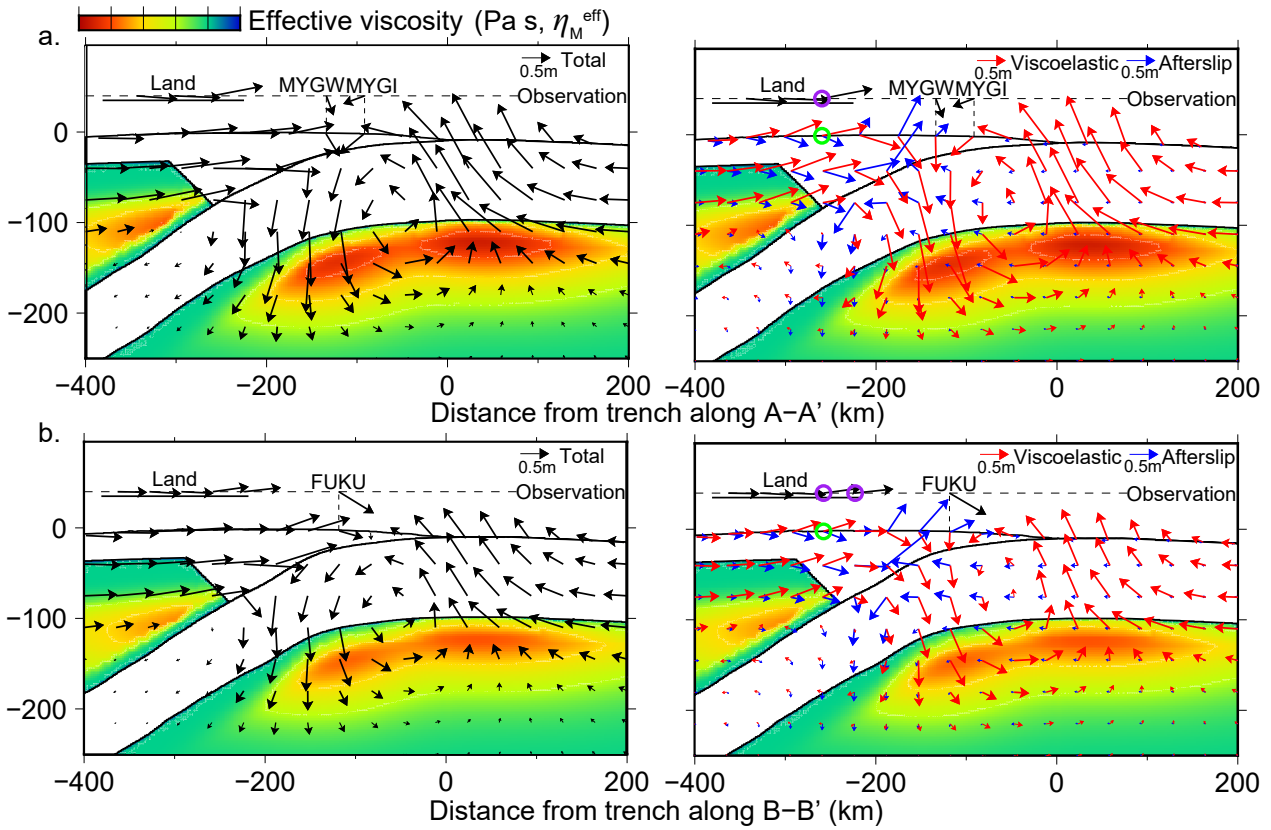 Effective viscosity (Pa s, ηMeff)
a.
Total
0.5m
Land
MYGW MYGI
Observation
0
−100
−200
−400 −200 0 200
Viscoelastic Afterslip
0.5m 0.5m
Land
MYGW MYGI
Observation
−400 −200 0 200
Distance from trench along A−A' (km)
b.
Total
0.5m
Land
FUKU
Observation
0
−100
−200
−400 −200 0 200
Viscoelastic Afterslip
0.5m 0.5m
Land
FUKU
Observation
−400 −200 0 200
Distance from trench along B−B' (km)